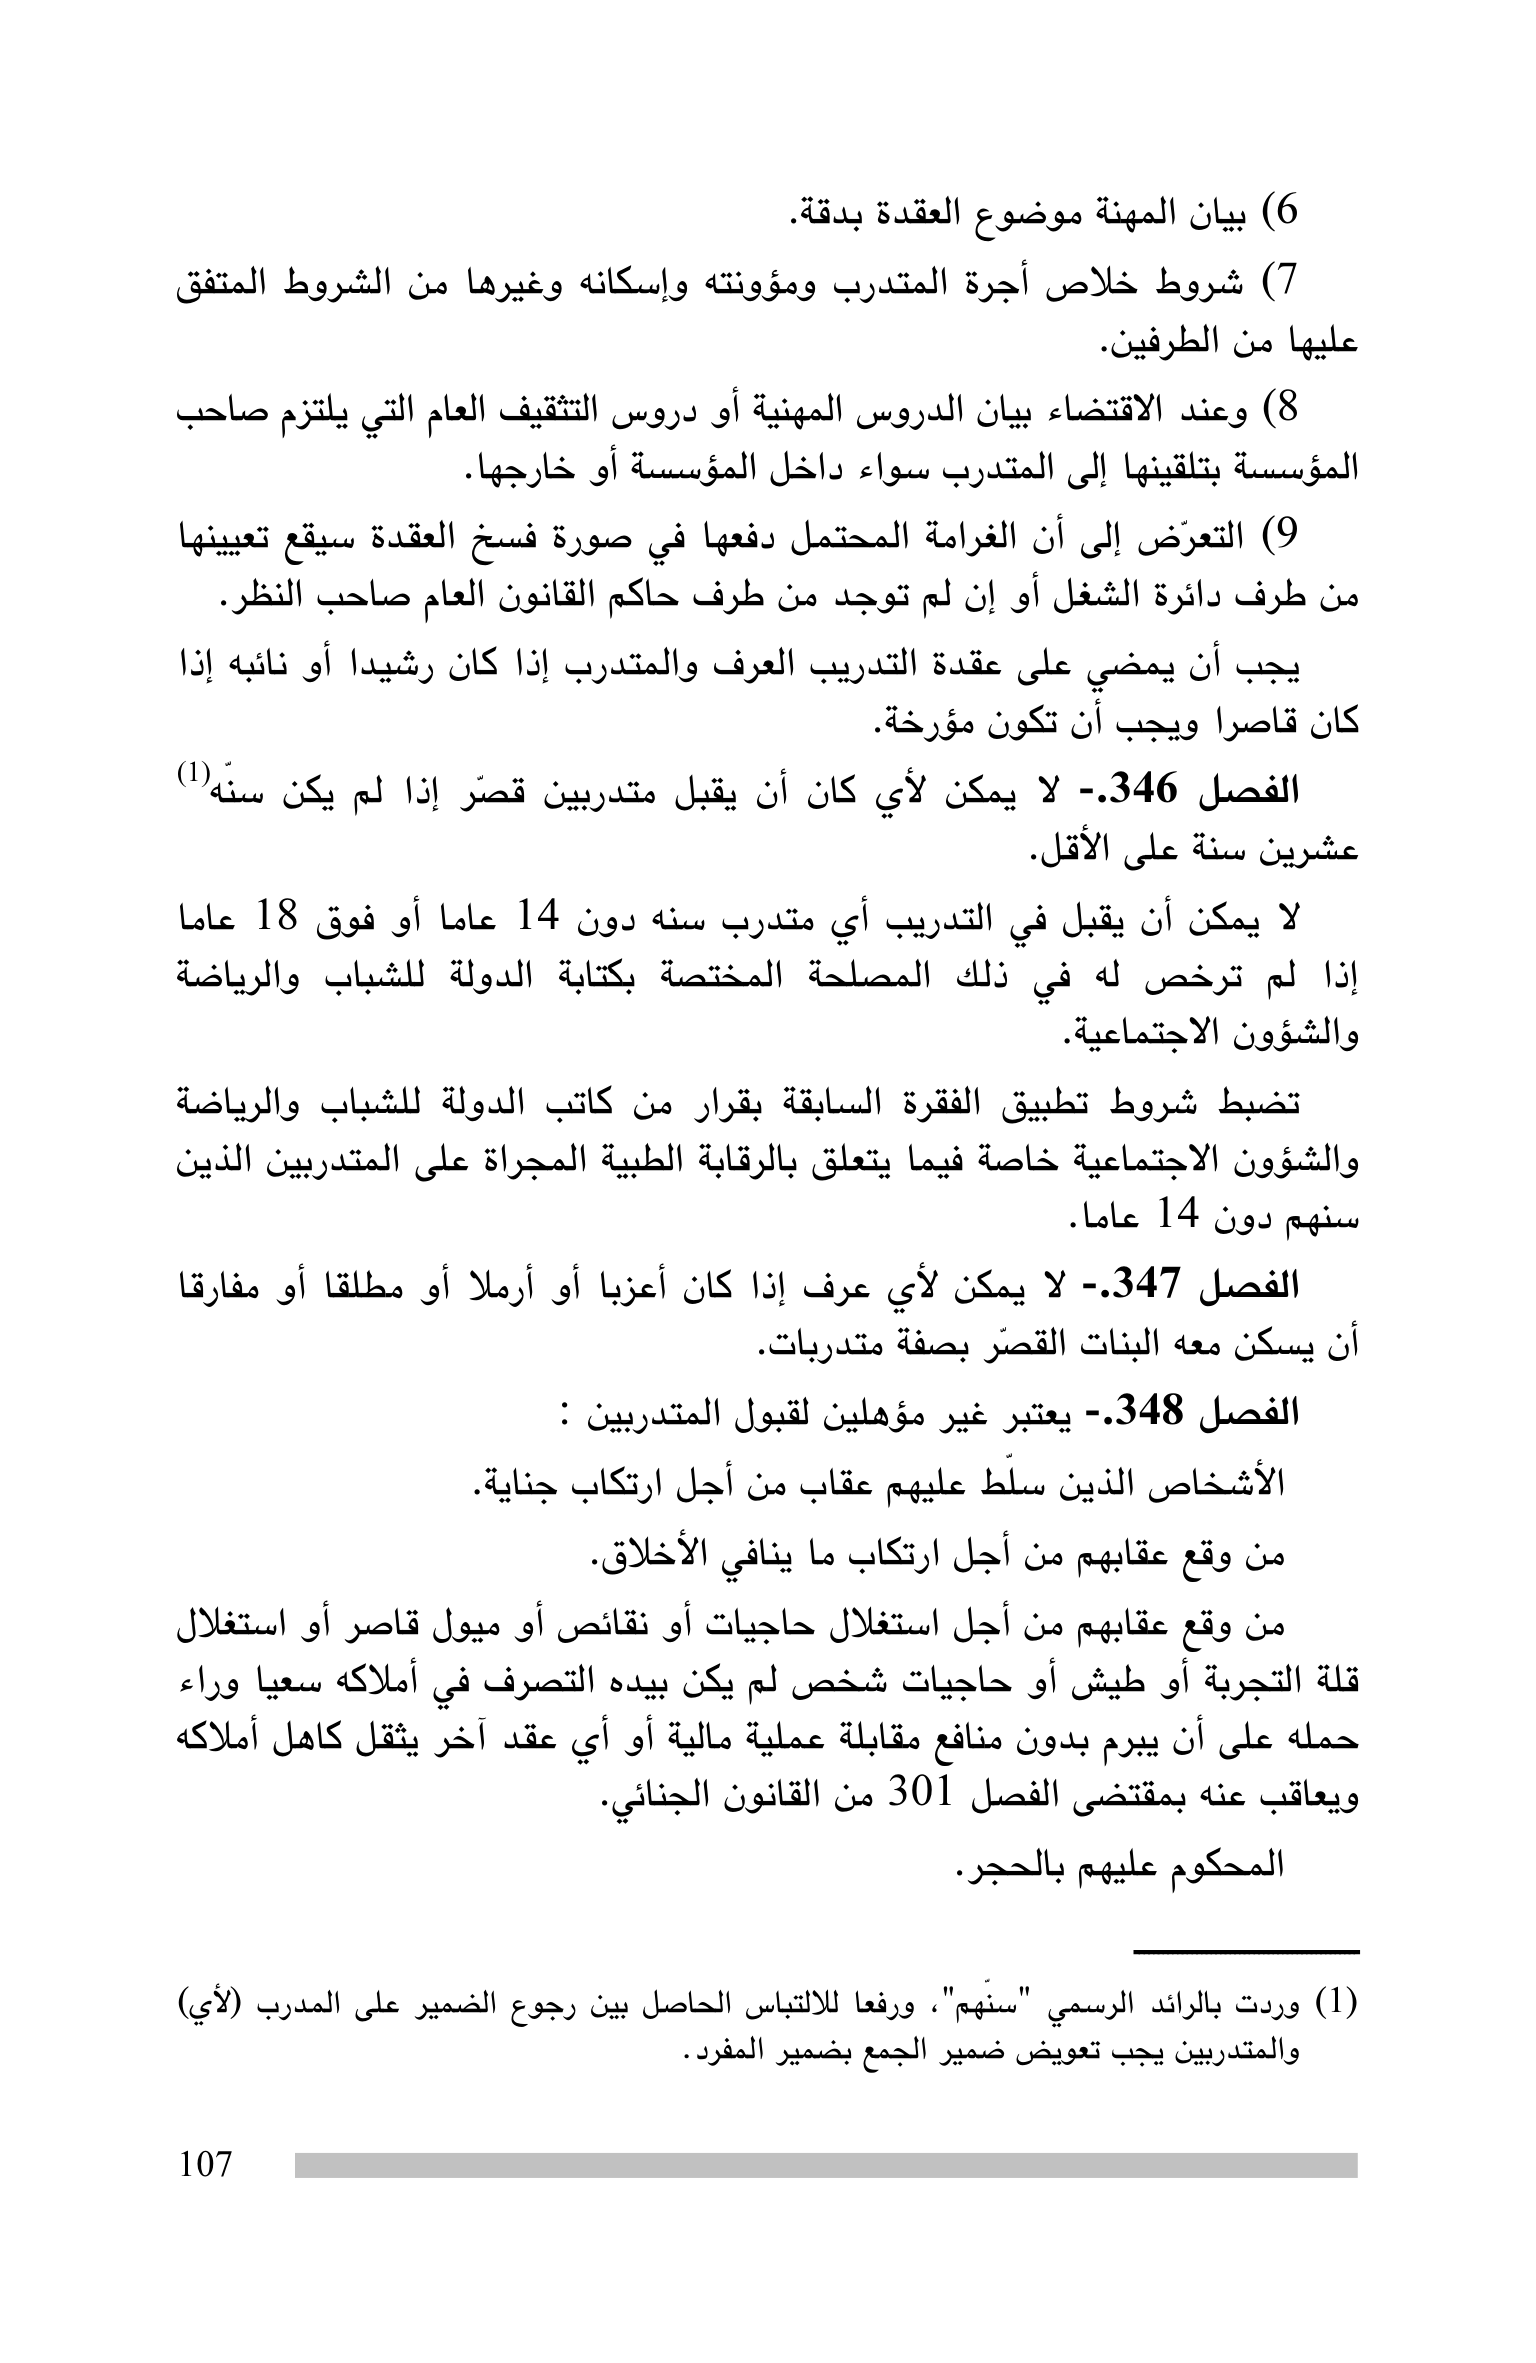 6) بيان المهنة موضوع العقدة بدقة.
7) شروط خلاص أجرة المتدرب ومؤونته وإسكانه وغيرها من الشروط المتفق
عليها من الطرفين.
8) وعند الاقتضاء بيان الدروس المهنية أو دروس التثقيف العام التي يلتزم صاحب
المؤسسة بتلقينها إلى المتدرب سواء داخل المؤسسة أو خارجها.
9) التعرّض إلى أن الغرامة المحتمل دفعها في صورة فسخ العقدة سيقع تعيينها
من طرف دائرة الشغل أو إن لم توجد من طرف حاكم القانون العام صاحب النظر.
يجب أن يمضي على عقدة التدريب العرف والمتدرب إذا كان رشيدا أو نائبه إذا
كان قاصرا ويجب أن تكون مؤرخة.
الفصل 346.- لا يمكن لأي كان أن يقبل متدربين قصّر إذا لم يكن سنّه(1)
عشرين سنة على الأقل.
لا يمكن أن يقبل في التدريب أي متدرب سنه دون 14 عاما أو فوق 18 عاما
إذا لم ترخص له في ذلك المصلحة المختصة بكتابة الدولة للشباب والرياضة
والشؤون الاجتماعية.
تضبط شروط تطبيق الفقرة السابقة بقرار من كاتب الدولة للشباب والرياضة
والشؤون الاجتماعية خاصة فيما يتعلق بالرقابة الطبية المجراة على المتدربين الذين
سنهم دون 14 عاما.
الفصل 347.- لا يمكن لأي عرف إذا كان أعزبا أو أرملا أو مطلقا أو مفارقا
أن يسكن معه البنات القصّر بصفة متدربات.
الفصل 348.- يعتبر غير مؤهلين لقبول المتدربين :
الأشخاص الذين سلّط عليهم عقاب من أجل ارتكاب جناية.
من وقع عقابهم من أجل ارتكاب ما ينافي الأخلاق.
من وقع عقابهم من أجل استغلال حاجيات أو نقائص أو ميول قاصر أو استغلال
قلة التجربة أو طيش أو حاجيات شخص لم يكن بيده التصرف في أملاكه سعيا وراء
حمله على أن يبرم بدون منافع مقابلة عملية مالية أو أي عقد آخر يثقل كاهل أملاكه
ويعاقب عنه بمقتضى الفصل 301 من القانون الجنائي.
المحكوم عليهم بالحجر.
(1) وردت بالرائد الرسمي "سنّهم"، ورفعا للالتباس الحاصل بين رجوع الضمير على المدرب (لأي)
والمتدربين يجب تعويض ضمير الجمع بضمير المفرد.
107